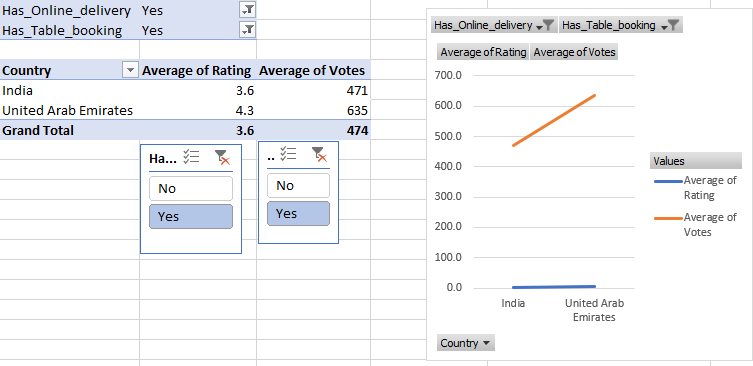 Has_Online_delivery Yes
Has_Table_booking Yes
Country Average of Rating Average of Votes
India 3.6 471
United Arab Emirates 4.3 635
Grand Total 3.6 474
Ha...
No
Yes
..
No
Yes
Has_Online_delivery Has_Table_booking
Average of Rating Average of Votes
700.0
600.0
500.0
400.0
300.0
200.0
100.0
0.0
India United Arab
Emirates
Values
Average of
Rating
Average of
Votes
Country